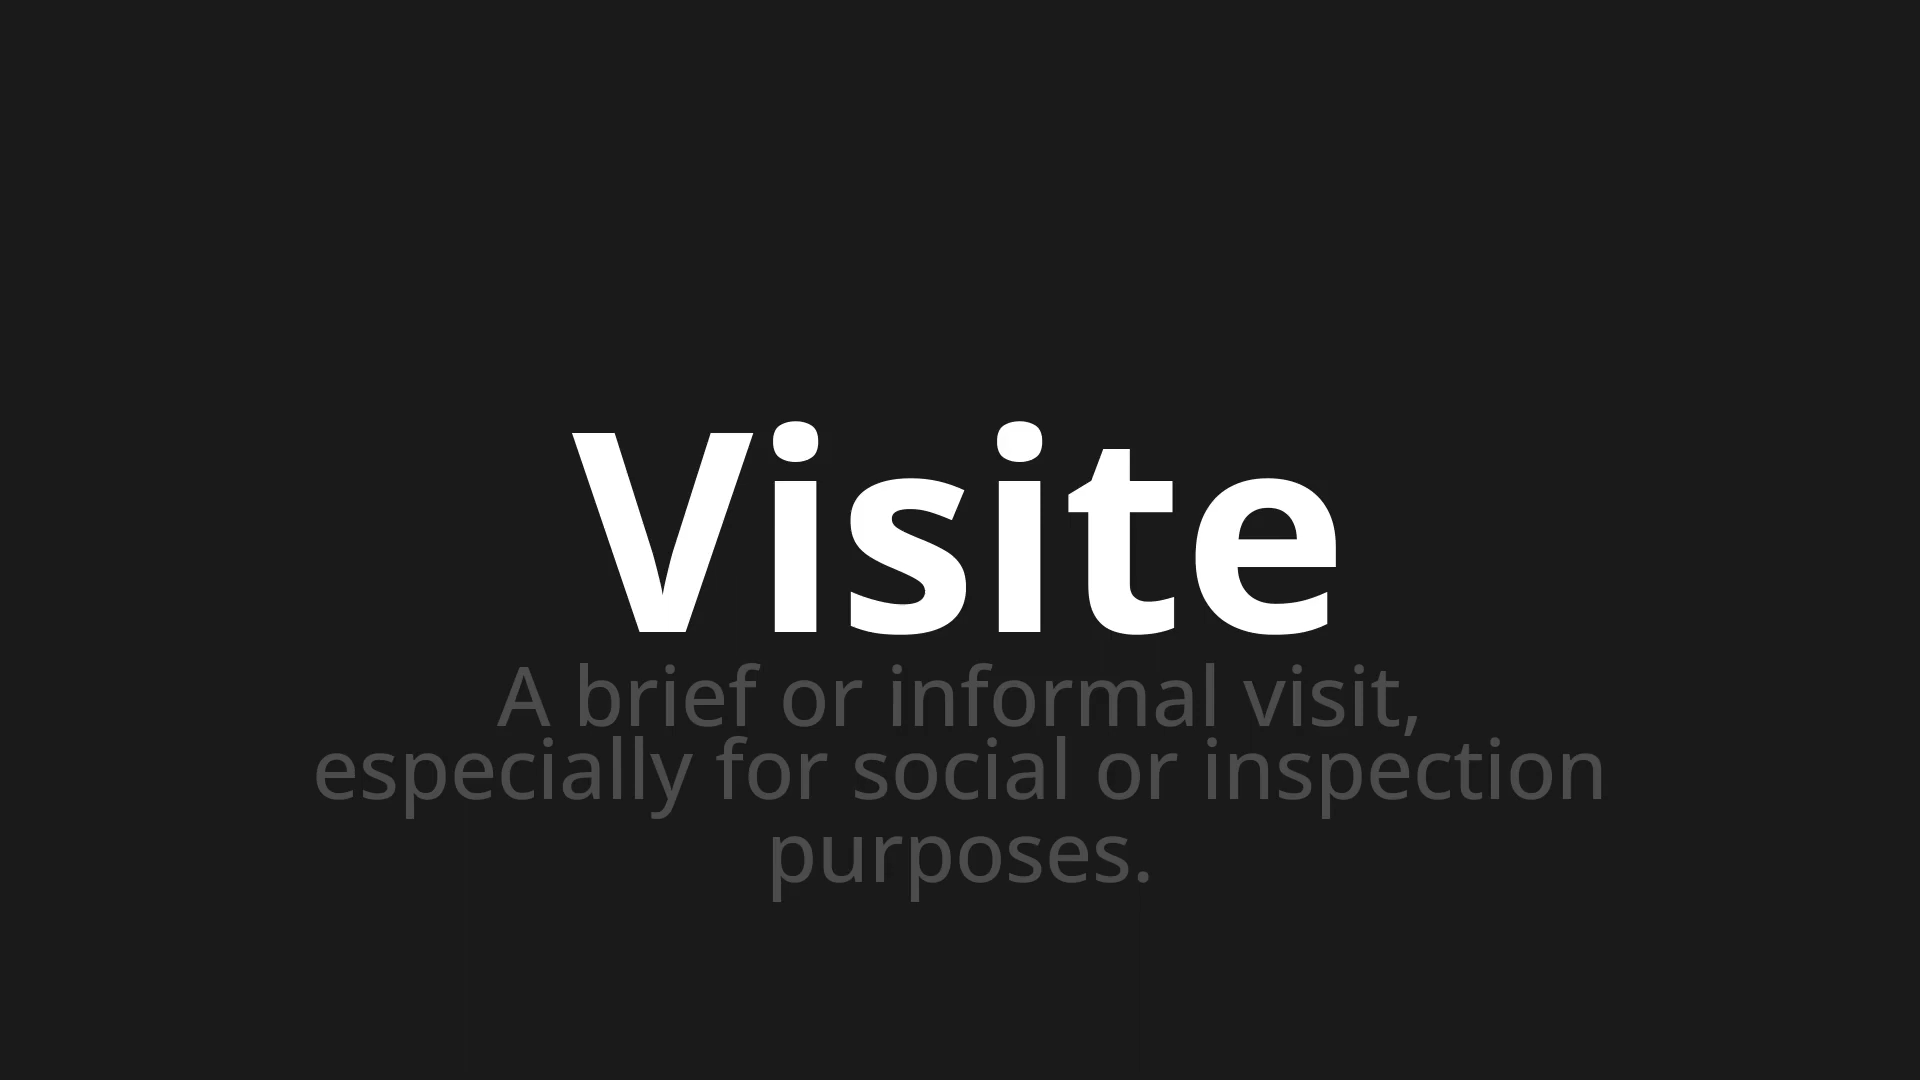 Visite
A brief or informal visit,
especially for social or inspection
purposes.